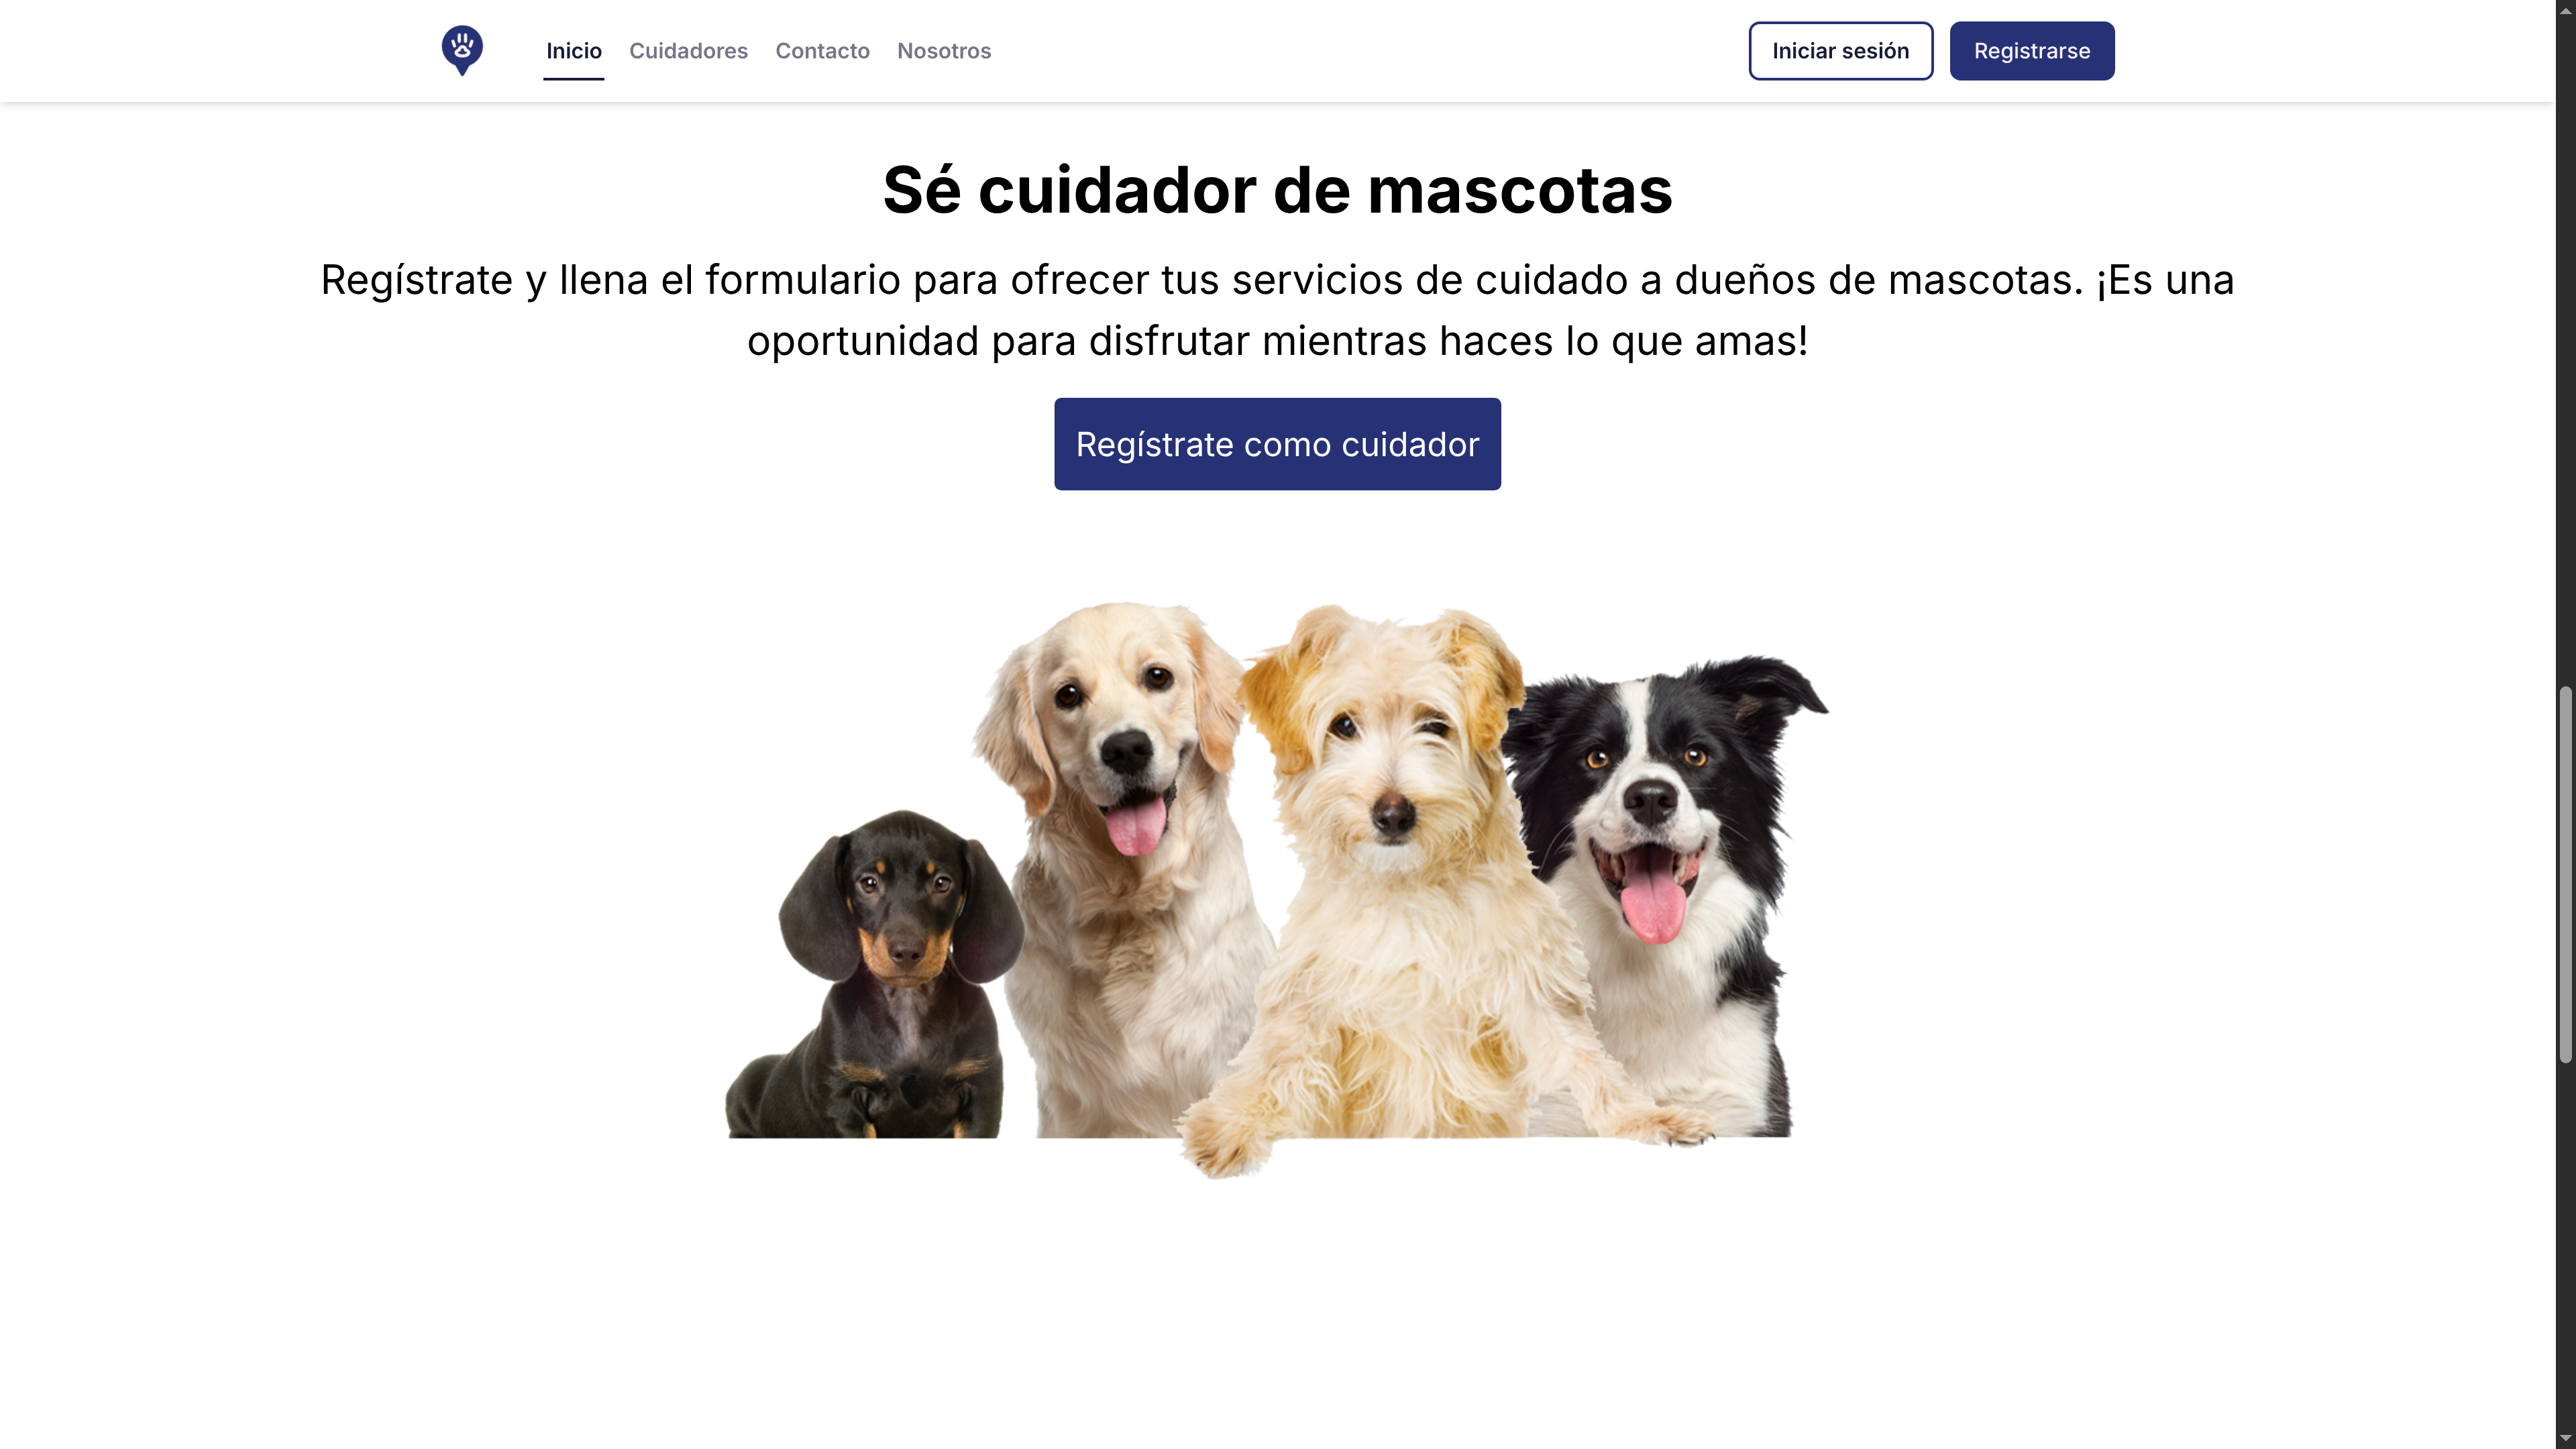 Inicio Cuidadores Contacto Nosotros Iniciar sesión Registrarse
Sé cuidador de mascotas
Regístrate y llena el formulario para ofrecer tus servicios de cuidado a dueños de mascotas. ¡Es una
oportunidad para disfrutar mientras haces lo que amas!
Regístrate como cuidador